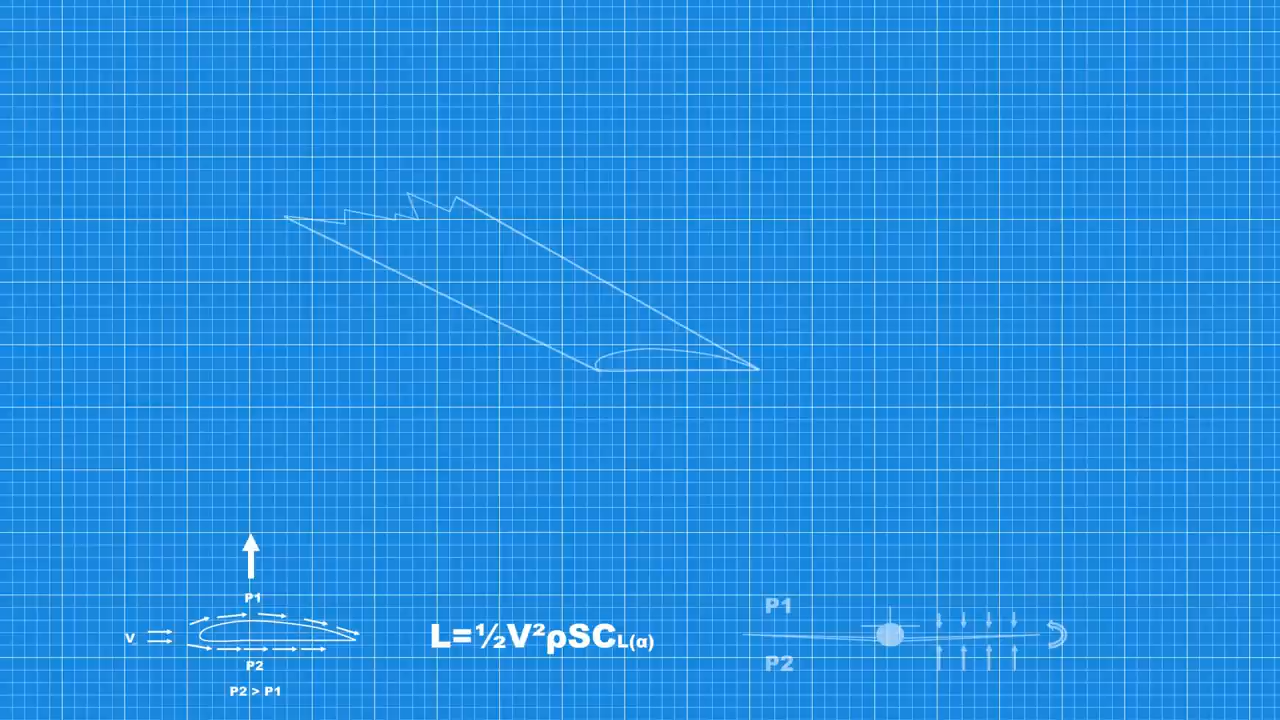 P1
V
P2
P2 > P1
L=½V²ρSCL(α)
P1
P2